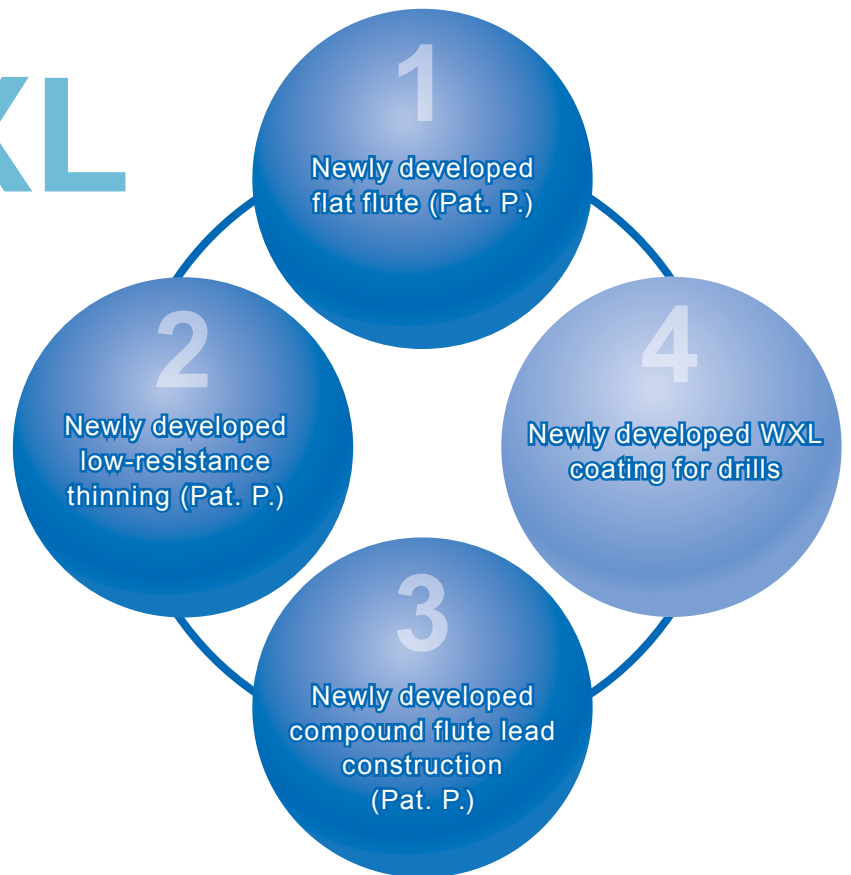 XL
1
Newly developed
flat flute (Pat. P.)
2
Newly developed
low-resistance
thinning (Pat. P.)
4
Newly developed WXL
coating for drills
3
Newly developed
compound flute lead
construction
(Pat. P.)